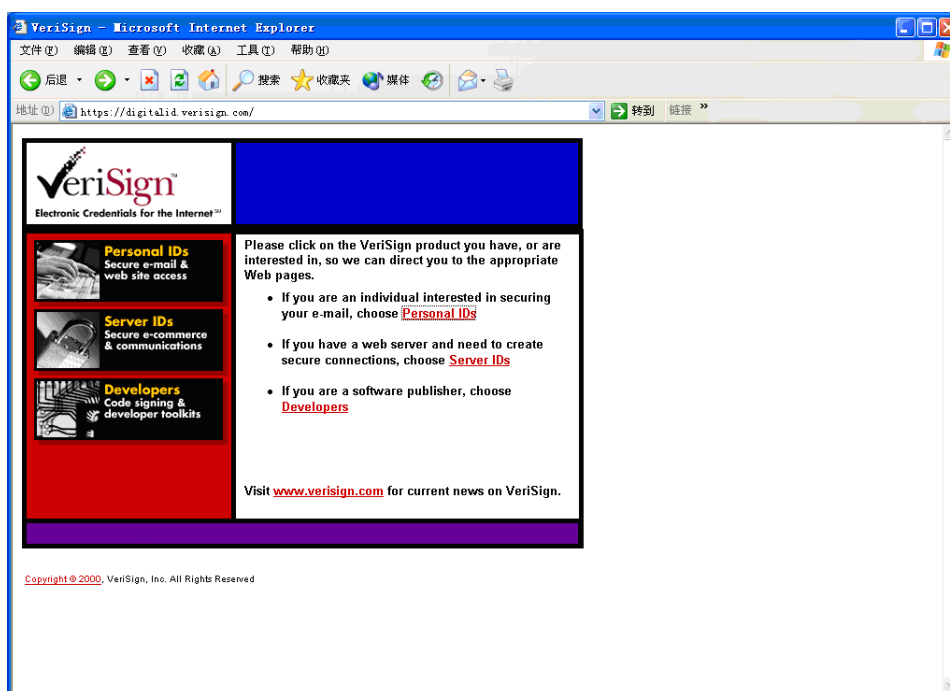 VeriSign - Microsoft Internet Explorer
文件(F) 编辑(E) 查看(V) 收藏(A) 工具(T) 帮助(H)
后退 搜索 收藏夹 媒体
地址(D) https://digitalid.verisign.com/ 转到 链接 »
VeriSign™
Electronic Credentials for the Internet℠
Personal IDs
Secure e-mail &
web site access
Server IDs
Secure e-commerce
& communications
Developers
Code signing &
developer toolkits
Please click on the VeriSign product you have, or are
interested in, so we can direct you to the appropriate
Web pages.
• If you are an individual interested in securing
your e-mail, choose Personal IDs
• If you have a web server and need to create
secure connections, choose Server IDs
• If you are a software publisher, choose
Developers
Visit www.verisign.com for current news on VeriSign.
Copyright © 2000, VeriSign, Inc. All Rights Reserved